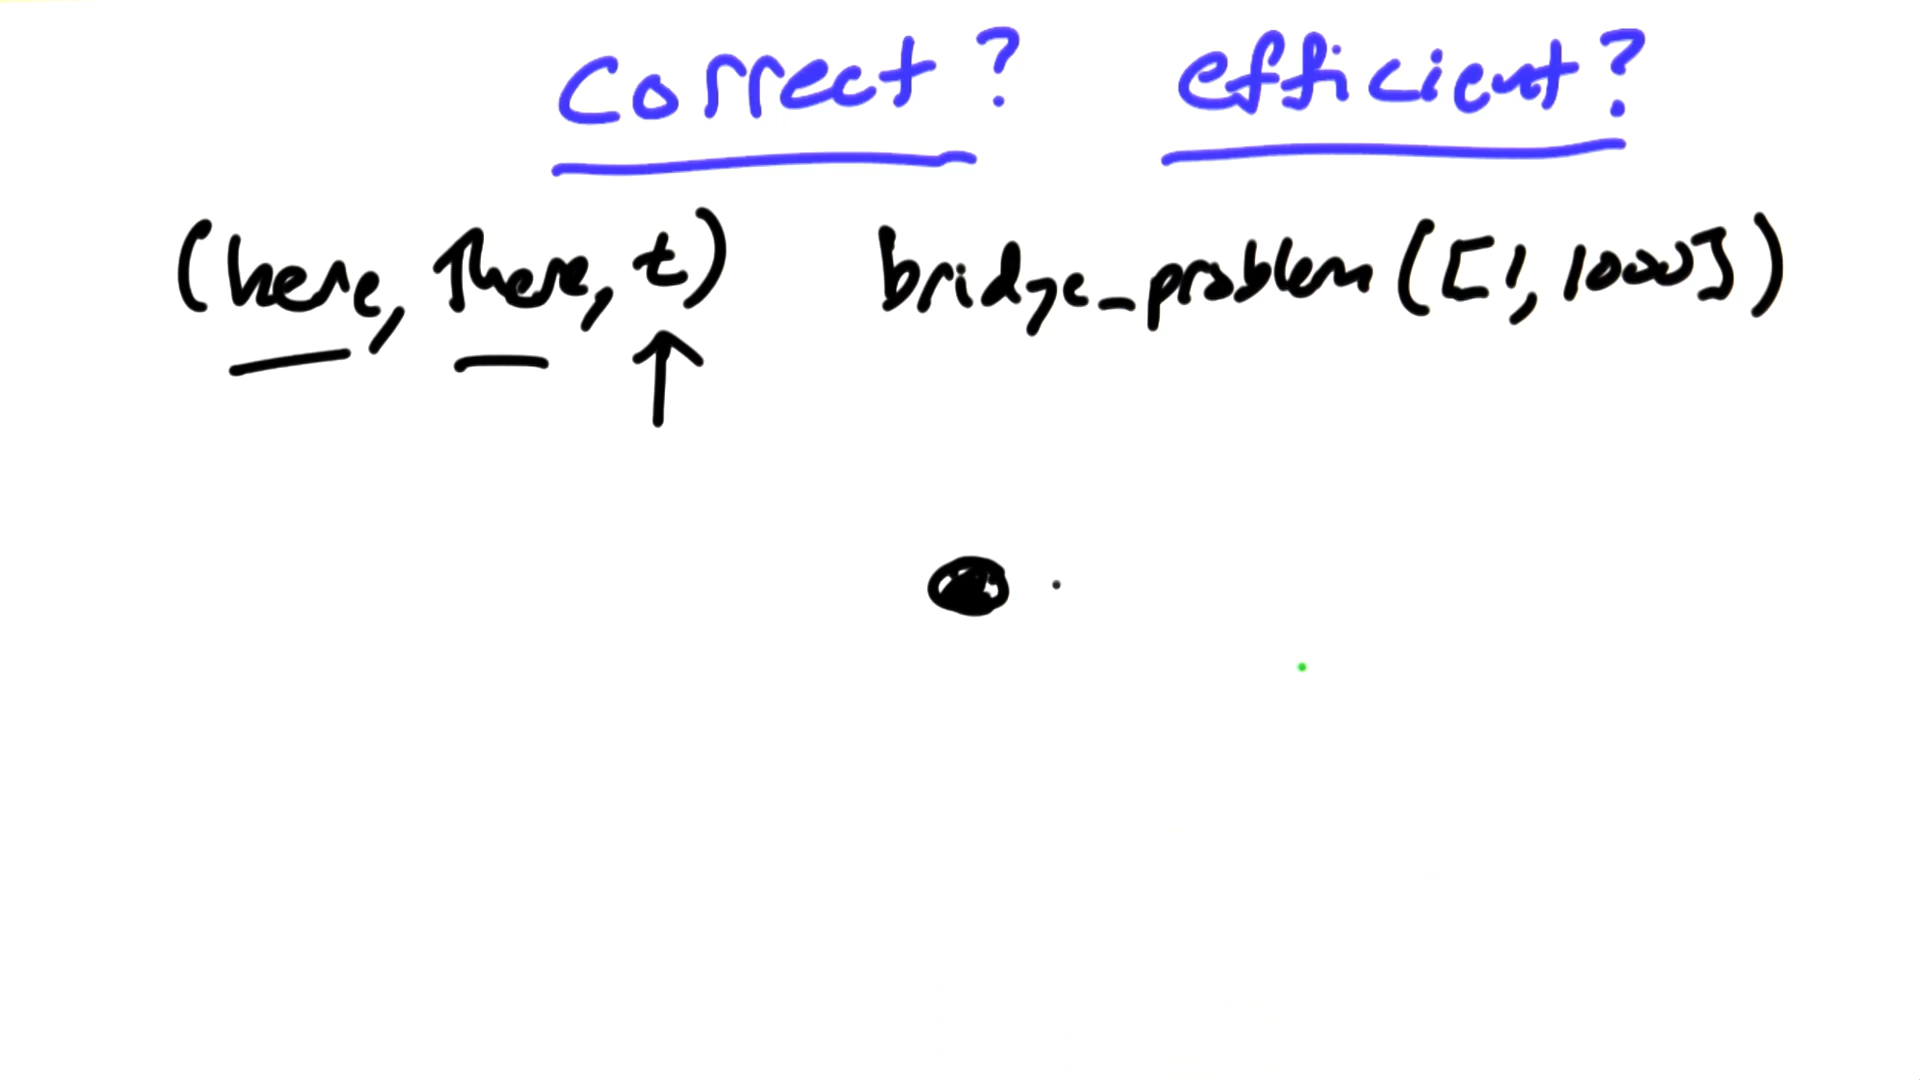 correct? efficient?
(here, there, t) bridge_problem([1, 1000])